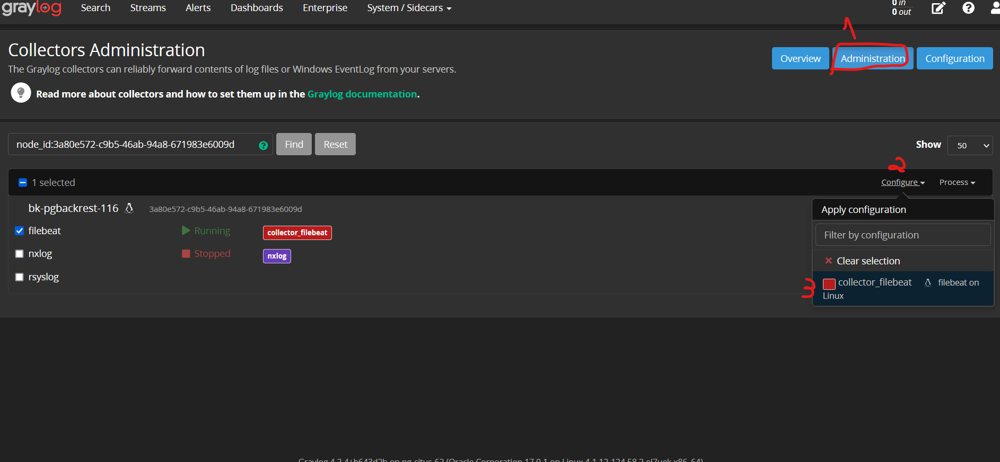 graylog Search Streams Alerts Dashboards Enterprise System / Sidecars 0 in
0 out
1
Collectors Administration
Overview Administration Configuration
The Graylog collectors can reliably forward contents of log files or Windows EventLog from your servers.
Read more about collectors and how to set them up in the Graylog documentation.
node_id:3a80e572-c9b5-46ab-94a8-671983e6009d ? Find Reset Show 50
2
1 selected Configure Process
bk-pgbackrest-116 3a80e572-c9b5-46ab-94a8-671983e6009d
Apply configuration
filebeat Running collector_filebeat
Filter by configuration
nxlog Stopped nxlog
Clear selection
rsyslog
3 collector_filebeat filebeat on
Linux
Graylog 4.2.4+b643d2b on pg-citus-62 (Oracle Corporation 17.0.1 on Linux 4.1.12-124.58.2.el7uek.x86_64)